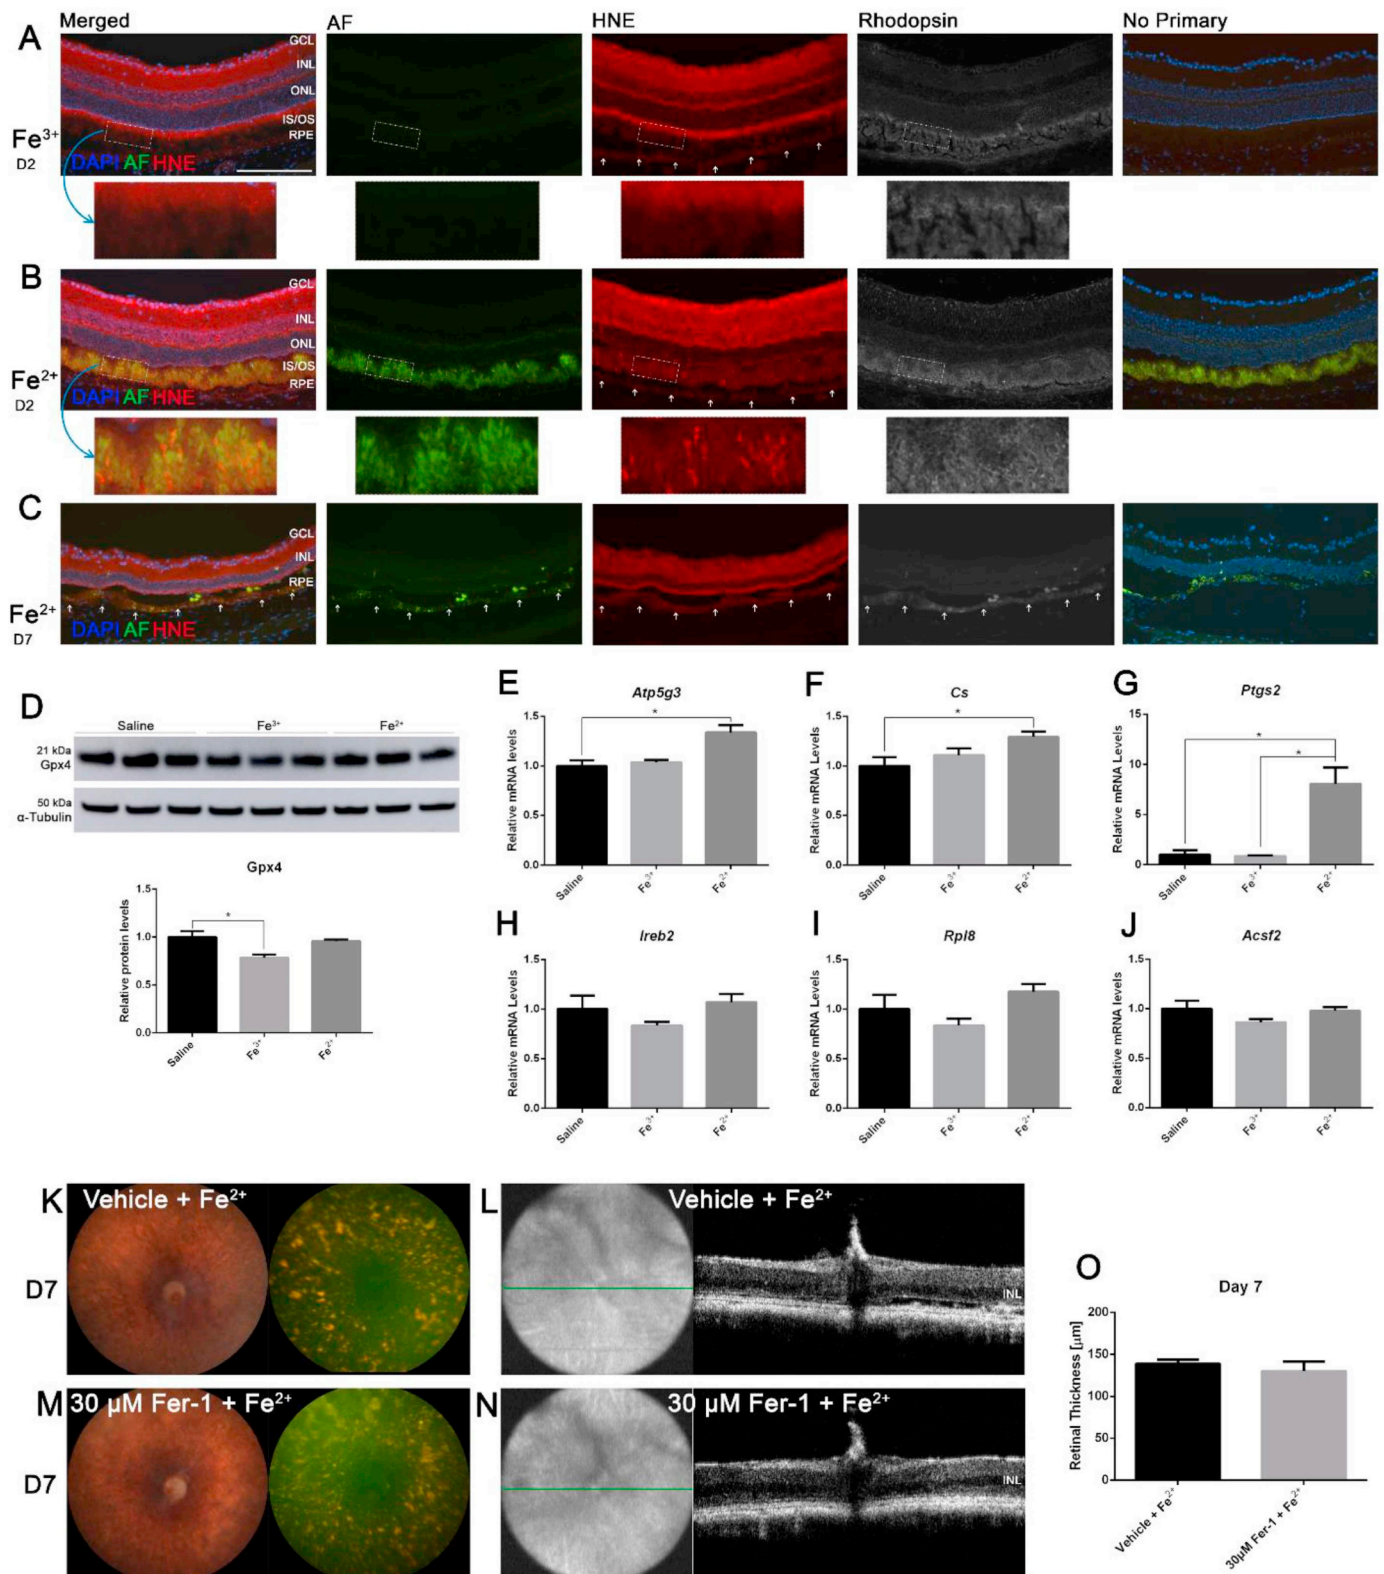 Merged AF HNE Rhodopsin No Primary
A
GCL
INL
ONL
IS/OS
RPE
Fe³⁺
D2
DAPI AF HNE
B
GCL
INL
ONL
IS/OS
RPE
Fe²⁺
D2
DAPI AF HNE
C
GCL
INL
RPE
Fe²⁺
D7
DAPI AF HNE
D
Saline Fe³⁺ Fe²⁺
21 kDa
Gpx4
50 kDa
α-Tubulin
Gpx4
Relative protein levels
1.5
1.0
0.5
0.0
*
Saline Fe³⁺ Fe²⁺
E
Atp5g3
Relative mRNA levels
1.5
1.0
0.5
0.0
*
Saline Fe³⁺ Fe²⁺
F
Cs
Relative mRNA levels
1.5
1.0
0.5
0.0
*
Saline Fe³⁺ Fe²⁺
G
Ptgs2
Relative mRNA Levels
15
10
5
0
*
*
Saline Fe³⁺ Fe²⁺
H
Ireb2
Relative mRNA Levels
1.5
1.0
0.5
0.0
Saline Fe³⁺ Fe²⁺
I
Rpl8
Relative mRNA Levels
1.5
1.0
0.5
0.0
Saline Fe³⁺ Fe²⁺
J
Acsf2
Relative mRNA Levels
1.5
1.0
0.5
0.0
Saline Fe³⁺ Fe²⁺
K
Vehicle + Fe²⁺
D7
L
Vehicle + Fe²⁺
INL
M
30 µM Fer-1 + Fe²⁺
D7
N
30 µM Fer-1 + Fe²⁺
INL
O
Day 7
Retinal Thickness [µm]
200
150
100
50
0
Vehicle + Fe²⁺
30µM Fer-1 + Fe²⁺